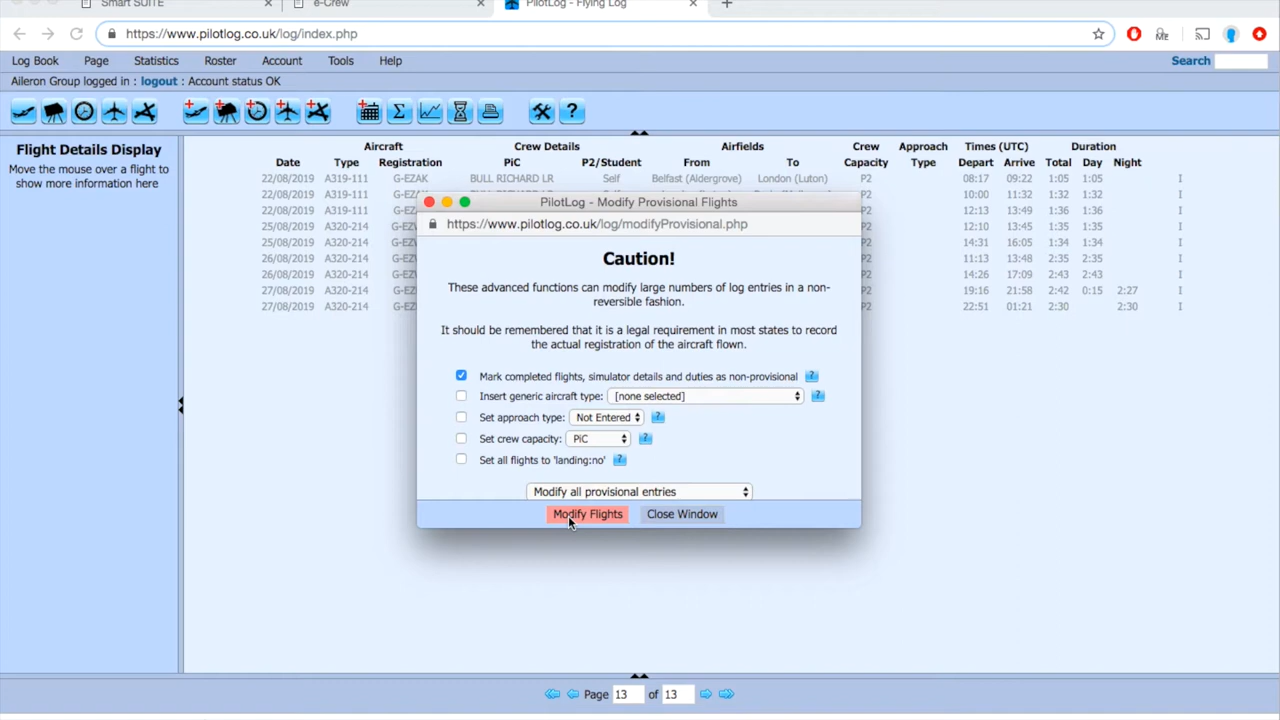 Smart SUITE
e-Crew
PilotLog - Flying Log
https://www.pilotlog.co.uk/log/index.php
ME
Log Book Page Statistics Roster Account Tools Help
Search
Aileron Group logged in : logout : Account status OK
Flight Details Display
Move the mouse over a flight to
show more information here
Aircraft Crew Details Airfields Crew Approach Times (UTC) Duration
Date Type Registration PiC P2/Student From To Capacity Type Depart Arrive Total Day Night
22/08/2019 A319-111 G-EZAK BULL RICHARD LR Self Belfast (Aldergrove) London (Luton) P2 08:17 09:22 1:05 1:05 I
22/08/2019 A319-111 G-EZAK BULL RICHARD LR Self P2 10:00 11:32 1:32 1:32 I
22/08/2019 A319-111 G-EZ P2 12:13 13:49 1:36 1:36 I
25/08/2019 A320-214 G-EZ P2 12:10 13:45 1:35 1:35 I
25/08/2019 A320-214 G-EZ P2 14:31 16:05 1:34 1:34 I
26/08/2019 A320-214 G-EZ P2 11:13 13:48 2:35 2:35 I
26/08/2019 A320-214 G-EZ P2 14:26 17:09 2:43 2:43 I
27/08/2019 A320-214 G-EZ P2 19:16 21:58 2:42 0:15 2:27 I
27/08/2019 A320-214 G-EZ P2 22:51 01:21 2:30 2:30 I
PilotLog - Modify Provisional Flights
https://www.pilotlog.co.uk/log/modifyProvisional.php
Caution!
These advanced functions can modify large numbers of log entries in a non-
reversible fashion.
It should be remembered that it is a legal requirement in most states to record
the actual registration of the aircraft flown.
Mark completed flights, simulator details and duties as non-provisional ?
Insert generic aircraft type: [none selected] ?
Set approach type: Not Entered ?
Set crew capacity: PiC ?
Set all flights to 'landing:no' ?
Modify all provisional entries
Modify Flights Close Window
Page 13 of 13